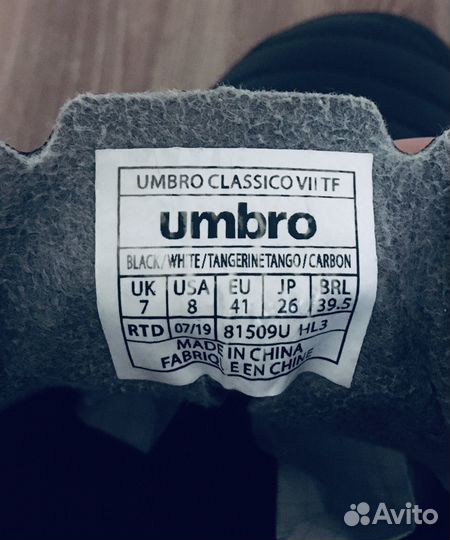 UMBRO CLASSICO VII TF
umbro
BLACK/WHITE/TANGERINETANGO/CARBON
UK USA EU JP BRL
7 8 41 26 39.5
RTD 07/19 81509U HL3
MADE IN CHINA
FABRIQUE EN CHINE
Avito